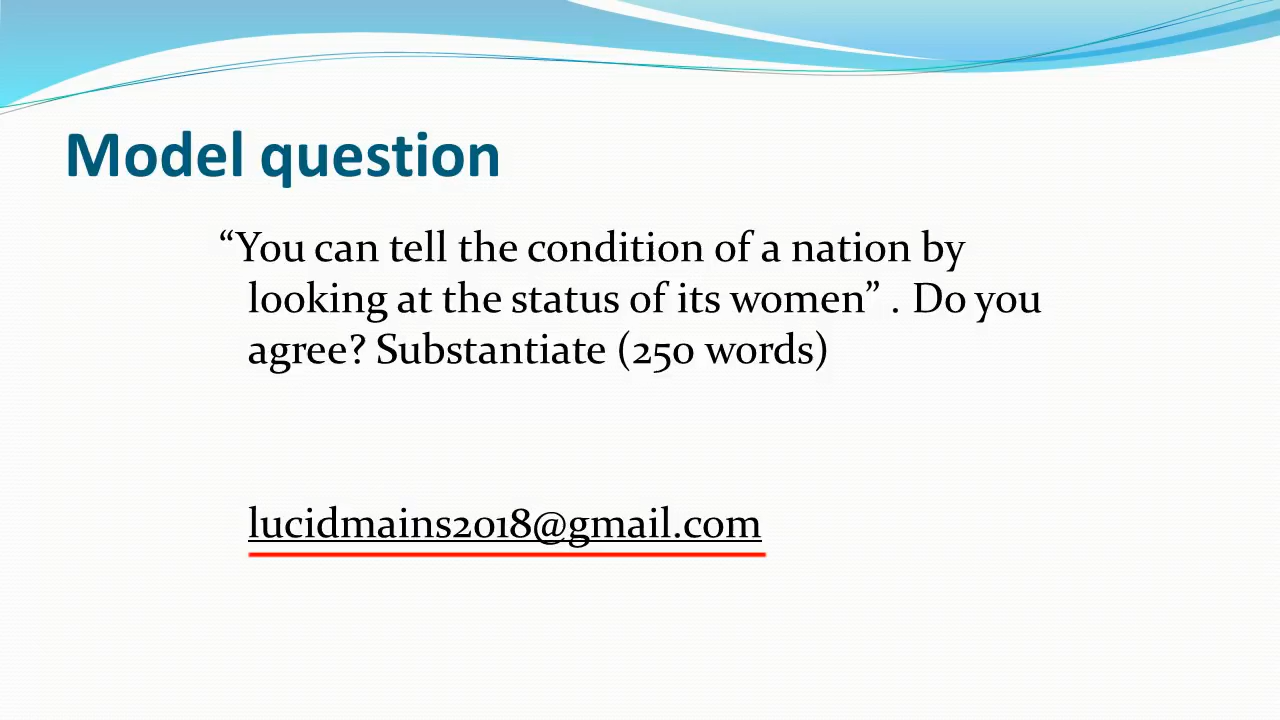 Model question
“You can tell the condition of a nation by
looking at the status of its women” . Do you
agree? Substantiate (250 words)
lucidmains2018@gmail.com